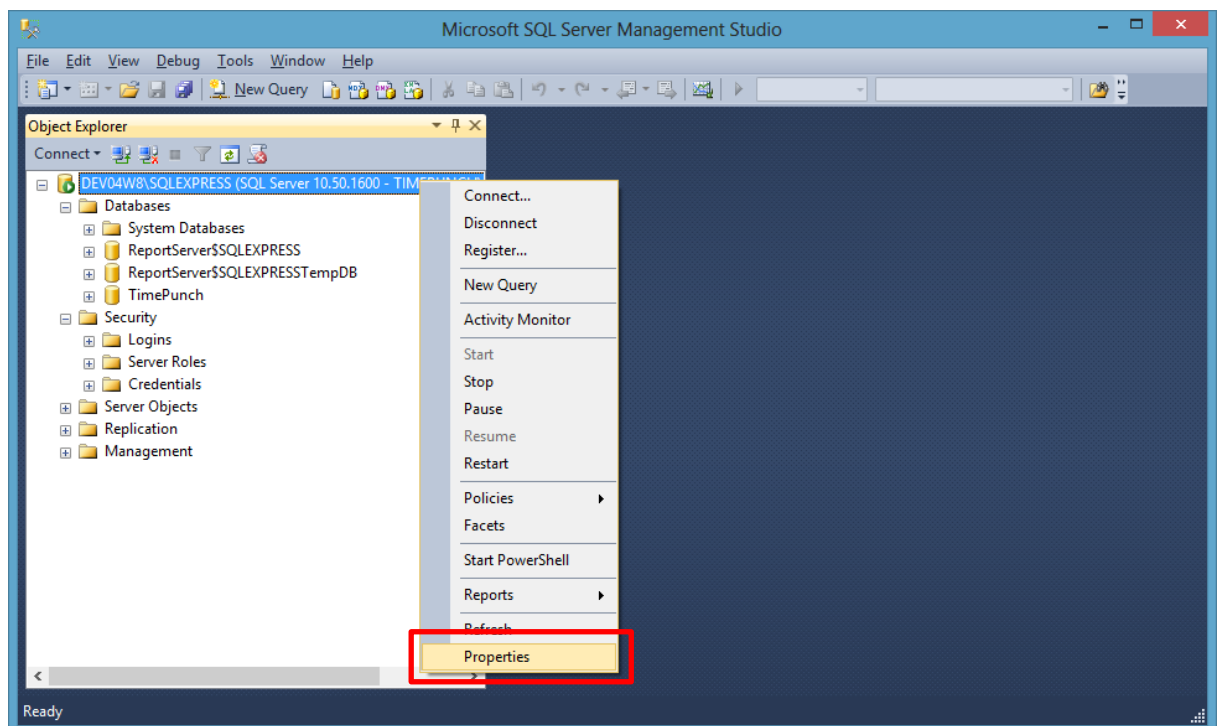 Microsoft SQL Server Management Studio
File Edit View Debug Tools Window Help
New Query
Object Explorer
Connect
DEV04W8\SQLEXPRESS (SQL Server 10.50.1600 - TIMEPUNCH\
Databases
System Databases
ReportServer$SQLEXPRESS
ReportServer$SQLEXPRESSTempDB
TimePunch
Security
Logins
Server Roles
Credentials
Server Objects
Replication
Management
Connect...
Disconnect
Register...
New Query
Activity Monitor
Start
Stop
Pause
Resume
Restart
Policies
Facets
Start PowerShell
Reports
Refresh
Properties
Ready